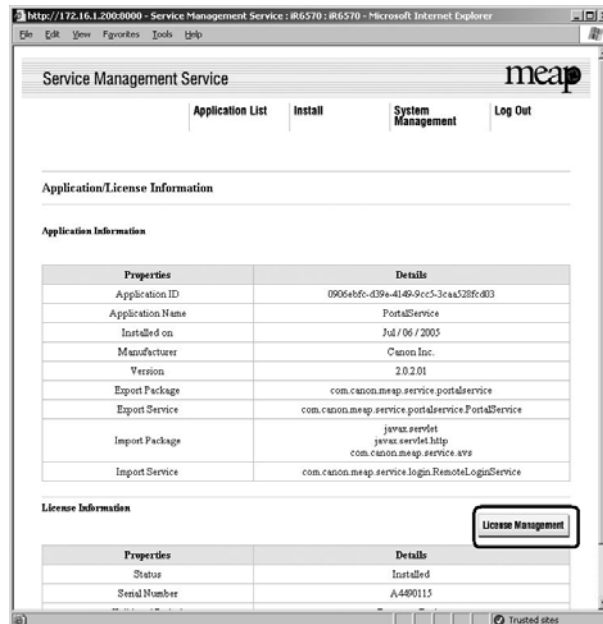 http://172.16.1.200:0000 - Service Management Service : iR6570 : iR6570 - Microsoft Internet Explorer
File Edit View Favorites Tools Help
Service Management Service
meap
Application List Install System Management Log Out
Application/License Information
Application Information
Properties Details
Application ID 0906ebfc-d39e-4149-9cc5-3caa528fcd03
Application Name PortalService
Installed on Jul / 06 / 2005
Manufacturer Canon Inc.
Version 2.0.2.01
Export Package com.canon.meap.service.portalservice
Export Service com.canon.meap.service.portalservice.PortalService
Import Package javax.servlet
javax.servlet.http
com.canon.meap.service.avs
Import Service com.canon.meap.service.login.RemoteLoginService
License Information
License Management
Properties Details
Status Installed
Serial Number A4490115
Trusted sites